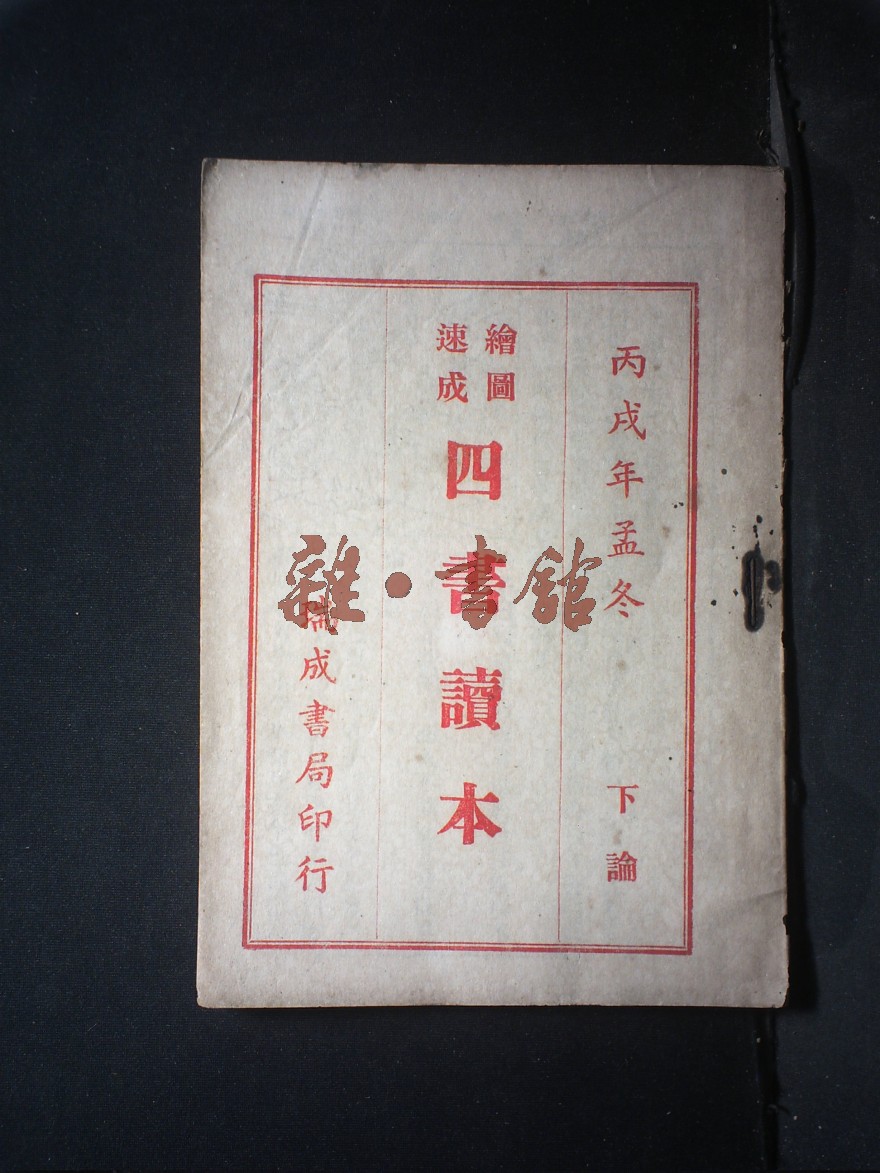 丙戌年孟冬 下論
繪圖
速成
四書讀本
瑞成書局印行
雜·書館